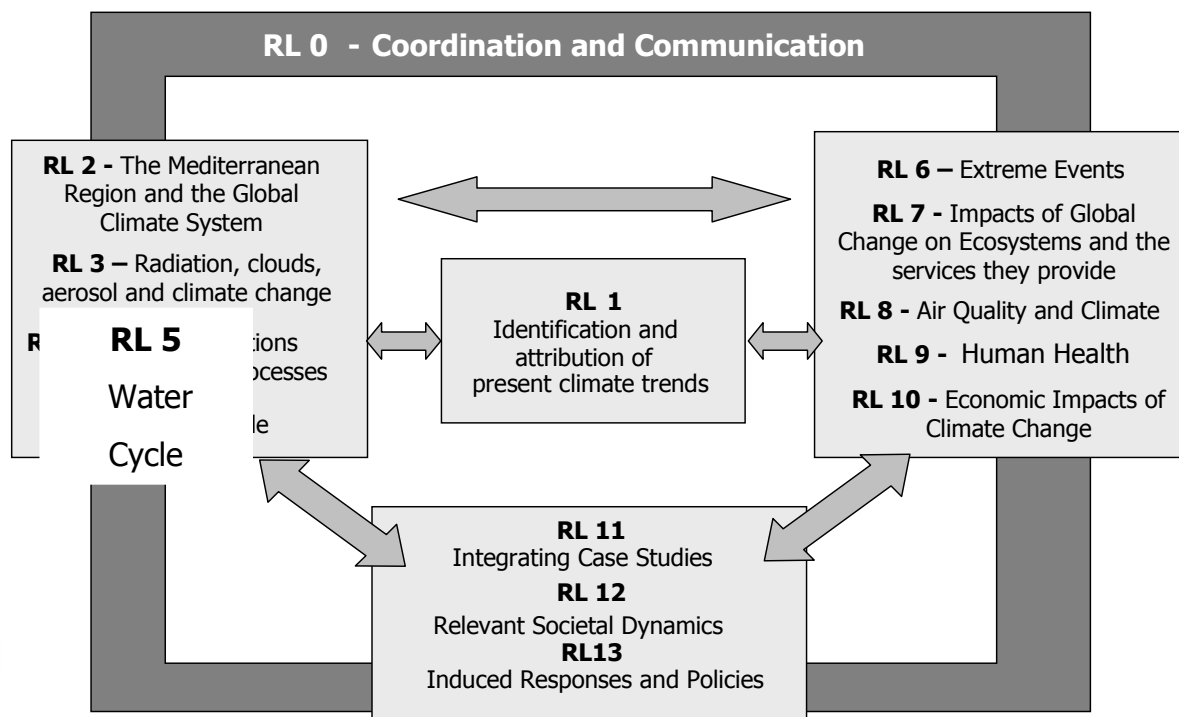 RL 0 - Coordination and Communication
RL 2 - The Mediterranean
Region and the Global
Climate System
RL 3 – Radiation, clouds,
aerosol and climate change
RL 5
Water
Cycle
RL 1
Identification and
attribution of
present climate trends
RL 6 – Extreme Events
RL 7 - Impacts of Global
Change on Ecosystems and the
services they provide
RL 8 - Air Quality and Climate
RL 9 - Human Health
RL 10 - Economic Impacts of
Climate Change
RL 11
Integrating Case Studies
RL 12
Relevant Societal Dynamics
RL13
Induced Responses and Policies